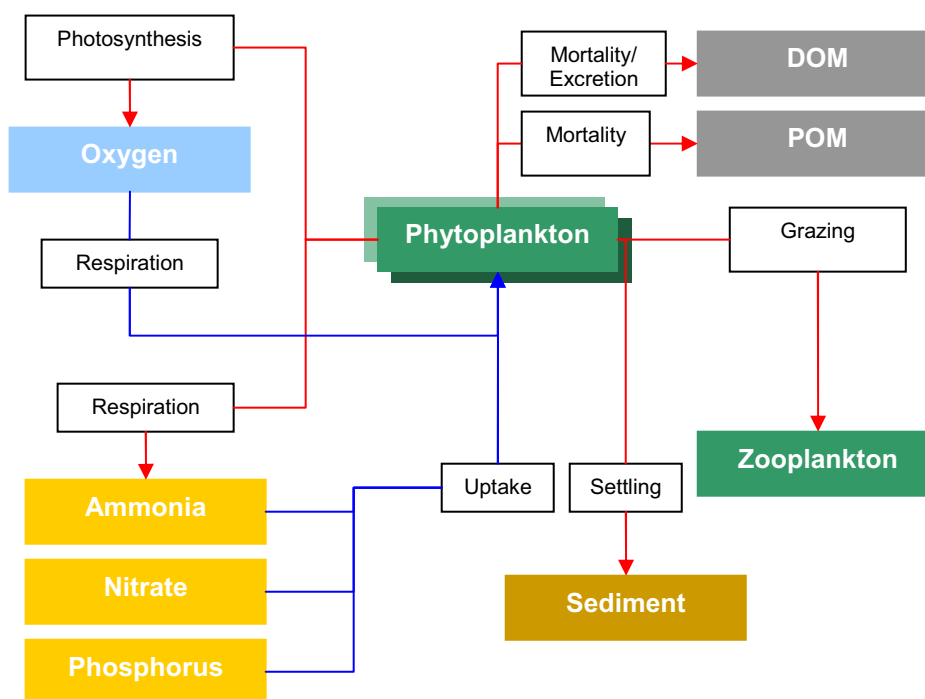 Photosynthesis
Mortality/
Excretion
DOM
Mortality
POM
Oxygen
Phytoplankton
Grazing
Respiration
Respiration
Zooplankton
Uptake
Settling
Ammonia
Nitrate
Sediment
Phosphorus